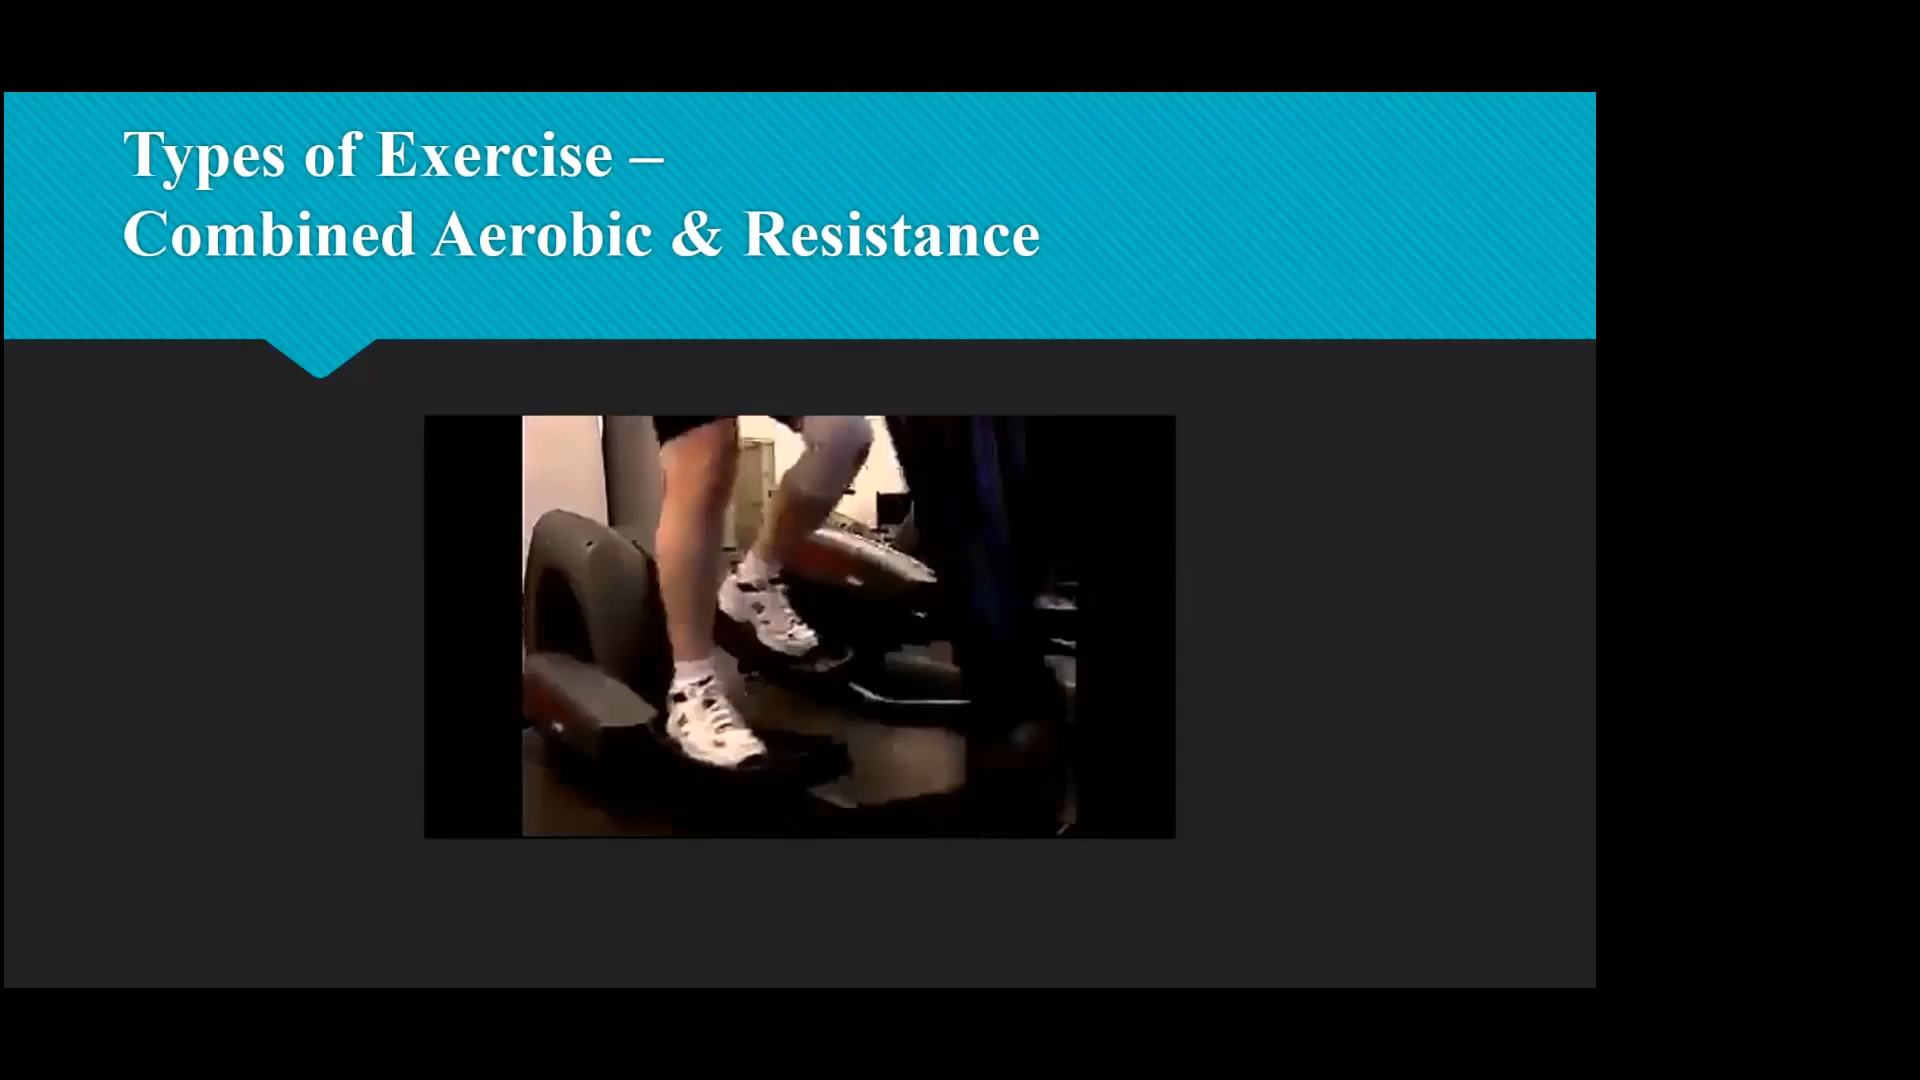 Types of Exercise –
Combined Aerobic & Resistance